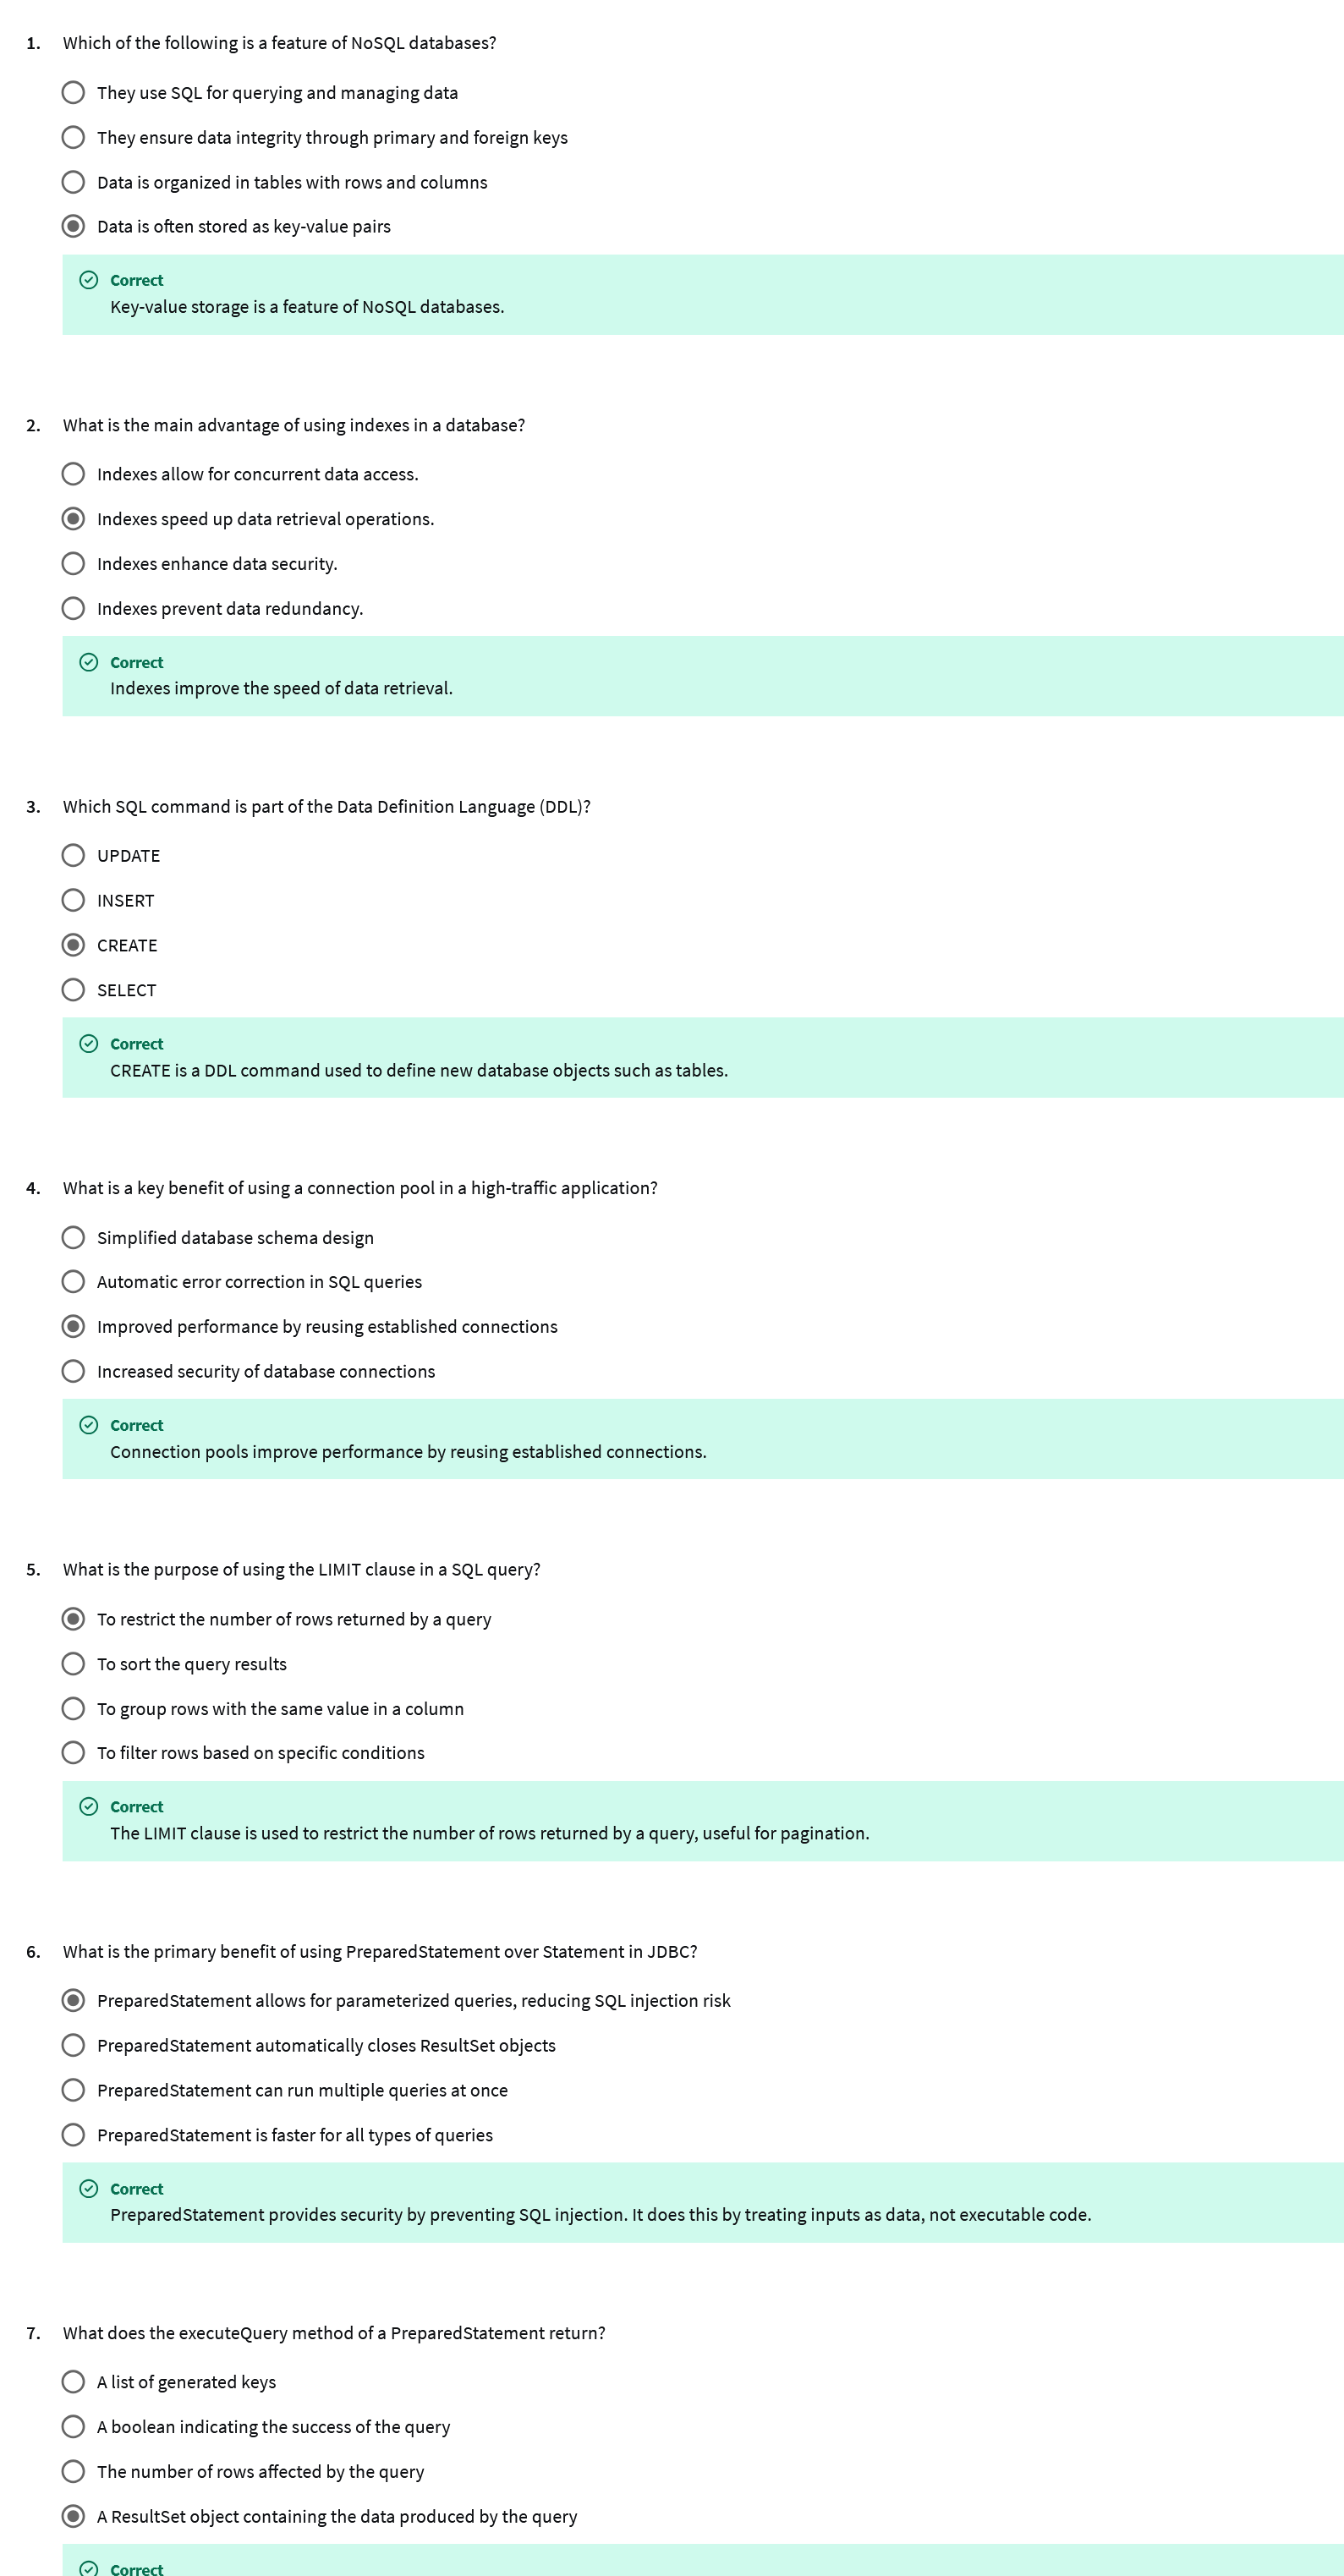 1. Which of the following is a feature of NoSQL databases?
They use SQL for querying and managing data
They ensure data integrity through primary and foreign keys
Data is organized in tables with rows and columns
Data is often stored as key-value pairs
Correct
Key-value storage is a feature of NoSQL databases.
2. What is the main advantage of using indexes in a database?
Indexes allow for concurrent data access.
Indexes speed up data retrieval operations.
Indexes enhance data security.
Indexes prevent data redundancy.
Correct
Indexes improve the speed of data retrieval.
3. Which SQL command is part of the Data Definition Language (DDL)?
UPDATE
INSERT
CREATE
SELECT
Correct
CREATE is a DDL command used to define new database objects such as tables.
4. What is a key benefit of using a connection pool in a high-traffic application?
Simplified database schema design
Automatic error correction in SQL queries
Improved performance by reusing established connections
Increased security of database connections
Correct
Connection pools improve performance by reusing established connections.
5. What is the purpose of using the LIMIT clause in a SQL query?
To restrict the number of rows returned by a query
To sort the query results
To group rows with the same value in a column
To filter rows based on specific conditions
Correct
The LIMIT clause is used to restrict the number of rows returned by a query, useful for pagination.
6. What is the primary benefit of using PreparedStatement over Statement in JDBC?
PreparedStatement allows for parameterized queries, reducing SQL injection risk
PreparedStatement automatically closes ResultSet objects
PreparedStatement can run multiple queries at once
PreparedStatement is faster for all types of queries
Correct
PreparedStatement provides security by preventing SQL injection. It does this by treating inputs as data, not executable code.
7. What does the executeQuery method of a PreparedStatement return?
A list of generated keys
A boolean indicating the success of the query
The number of rows affected by the query
A ResultSet object containing the data produced by the query
Correct